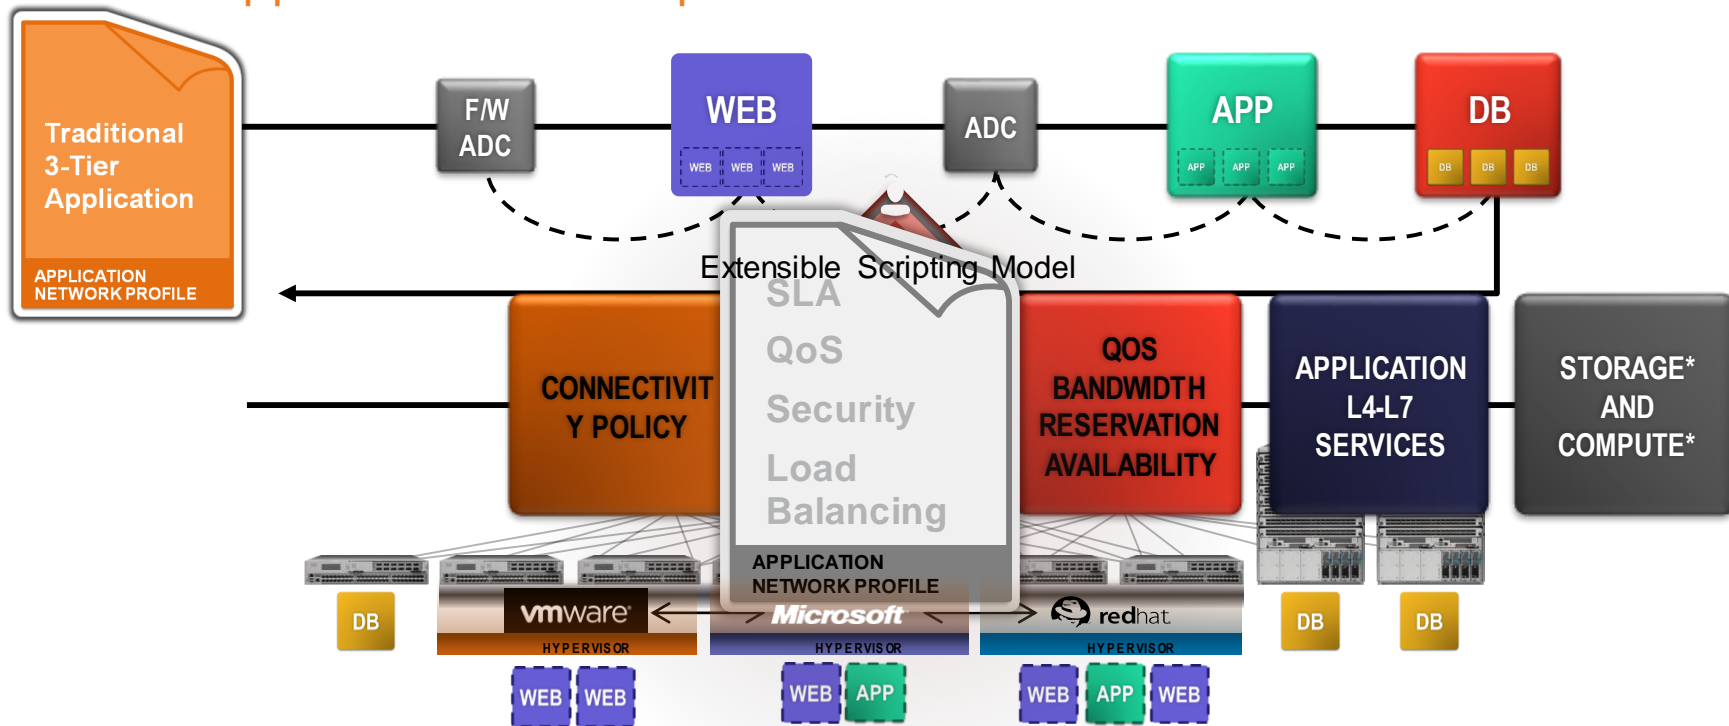 Traditional
3-Tier
Application
APPLICATION
NETWORK PROFILE
F/W
ADC
WEB
WEB WEB WEB
ADC
APP
APP APP APP
DB
DB DB DB
Extensible Scripting Model
SLA
QoS
Security
Load
Balancing
APPLICATION
NETWORK PROFILE
CONNECTIVIT
Y POLICY
QOS
BANDWIDTH
RESERVATION
AVAILABILITY
APPLICATION
L4-L7
SERVICES
STORAGE*
AND
COMPUTE*
DB
vmware
HYPERVISOR
Microsoft
HYPERVISOR
redhat
HYPERVISOR
DB
DB
WEB WEB
WEB APP
WEB APP WEB